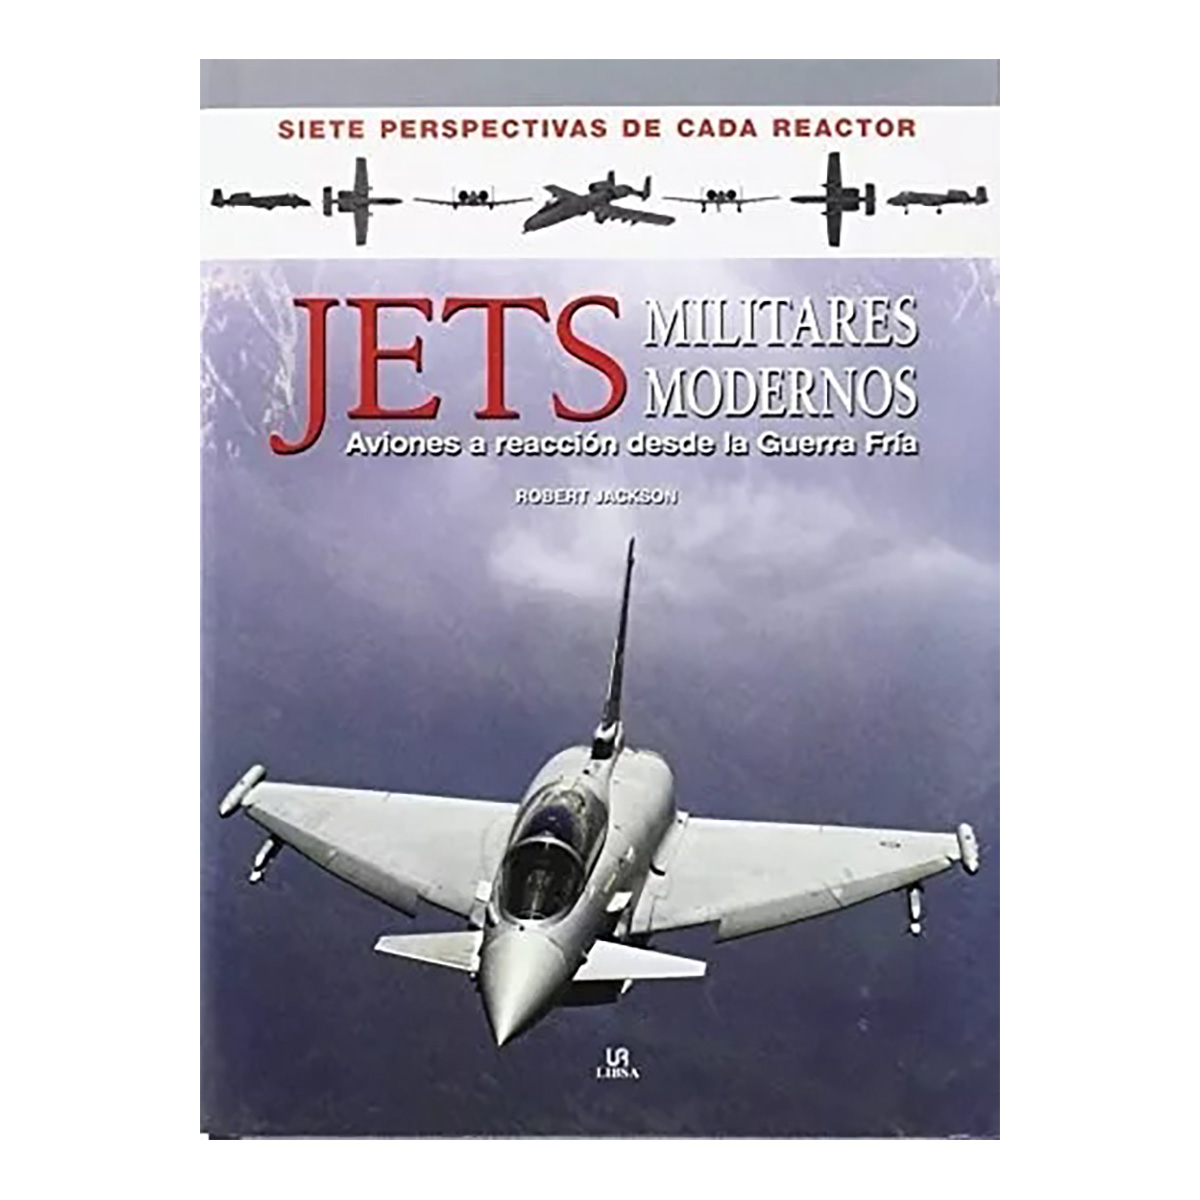 SIETE PERSPECTIVAS DE CADA REACTOR
JETS MILITARES
MODERNOS
Aviones a reacción desde la Guerra Fría
ROBERT JACKSON
LIBSA